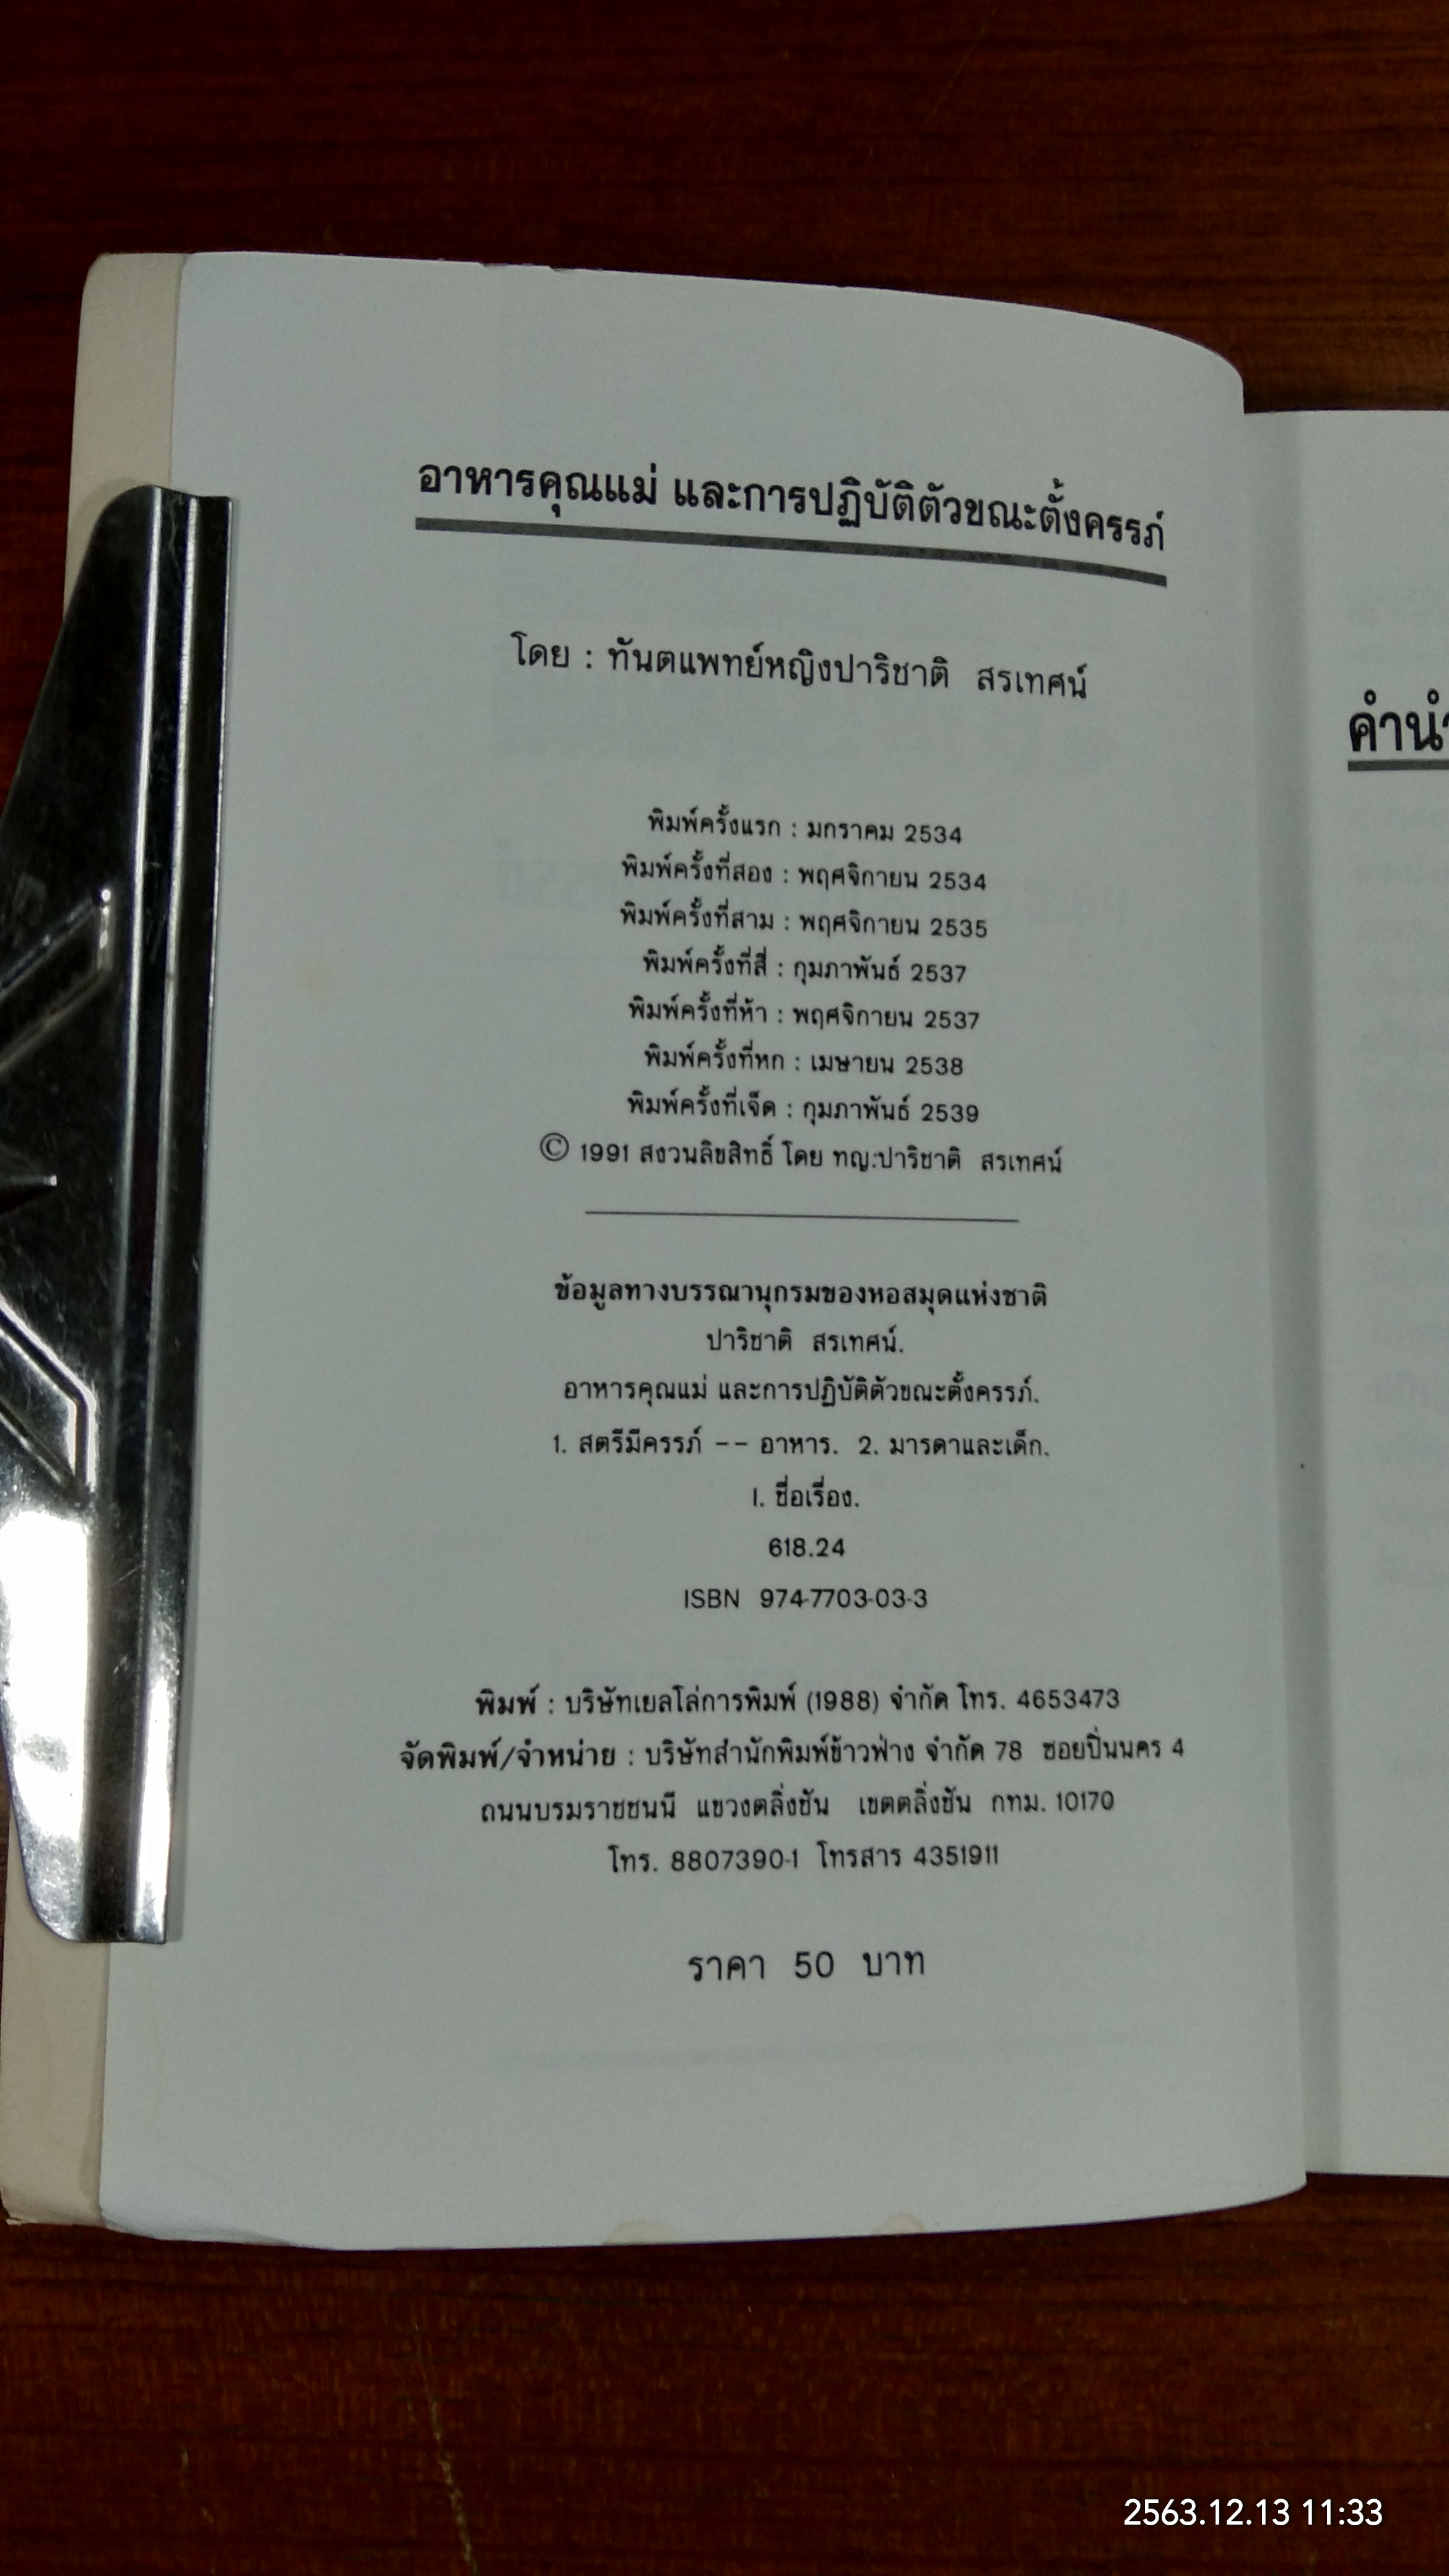 อาหารคุณแม่ และการปฏิบัติตัวขณะตั้งครรภ์
โดย : ทันตแพทย์หญิงปาริชาติ สรเทศน์
พิมพ์ครั้งแรก : มกราคม 2534
พิมพ์ครั้งที่สอง : พฤศจิกายน 2534
พิมพ์ครั้งที่สาม : พฤศจิกายน 2535
พิมพ์ครั้งที่สี่ : กุมภาพันธ์ 2537
พิมพ์ครั้งที่ห้า : พฤศจิกายน 2537
พิมพ์ครั้งที่หก : เมษายน 2538
พิมพ์ครั้งที่เจ็ด : กุมภาพันธ์ 2539
© 1991 สงวนลิขสิทธิ์ โดย ทญ.ปาริชาติ สรเทศน์
ข้อมูลทางบรรณานุกรมของหอสมุดแห่งชาติ
ปาริชาติ สรเทศน์.
อาหารคุณแม่ และการปฏิบัติตัวขณะตั้งครรภ์.
1. สตรีมีครรภ์ -- อาหาร. 2. มารดาและเด็ก.
I. ชื่อเรื่อง.
618.24
ISBN 974-7703-03-3
พิมพ์ : บริษัทเยลโล่การพิมพ์ (1988) จำกัด โทร. 4653473
จัดพิมพ์/จำหน่าย : บริษัทสำนักพิมพ์ข้าวฟ่าง จำกัด 78 ซอยปิ่นนคร 4
ถนนบรมราชชนนี แขวงตลิ่งชัน เขตตลิ่งชัน กทม. 10170
โทร. 8807390-1 โทรสาร 4351911
ราคา 50 บาท
คำนำ
2563.12.13 11:33